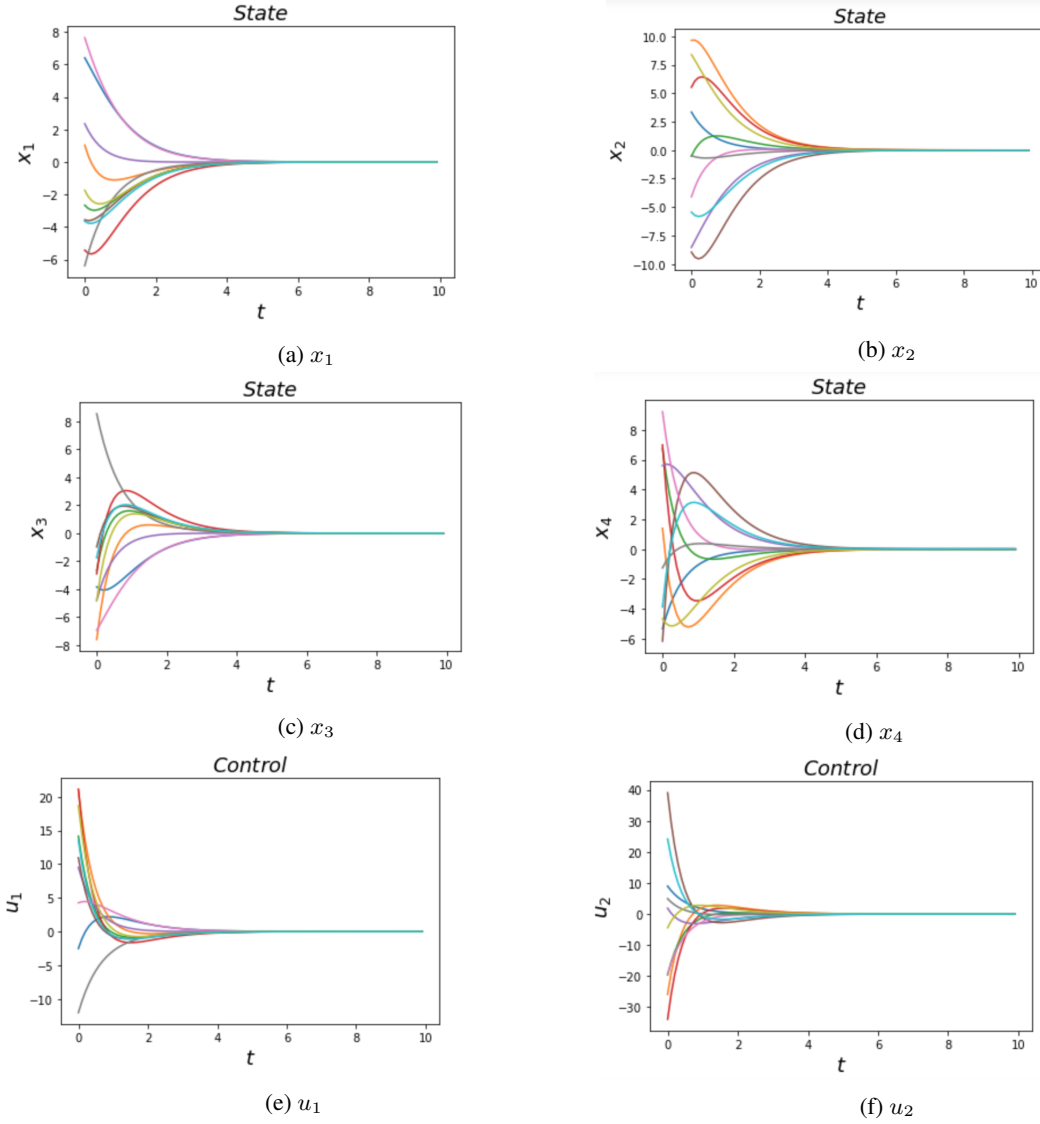 State
x1
8
6
4
2
0
−2
−4
−6
0 2 4 6 8 10
t
(a) x1
State
x2
10.0
7.5
5.0
2.5
0.0
−2.5
−5.0
−7.5
−10.0
0 2 4 6 8 10
t
(b) x2
State
x3
8
6
4
2
0
−2
−4
−6
−8
0 2 4 6 8 10
t
(c) x3
State
x4
8
6
4
2
0
−2
−4
−6
0 2 4 6 8 10
t
(d) x4
Control
u1
20
15
10
5
0
−5
−10
0 2 4 6 8 10
t
(e) u1
Control
u2
40
30
20
10
0
−10
−20
−30
0 2 4 6 8 10
t
(f) u2